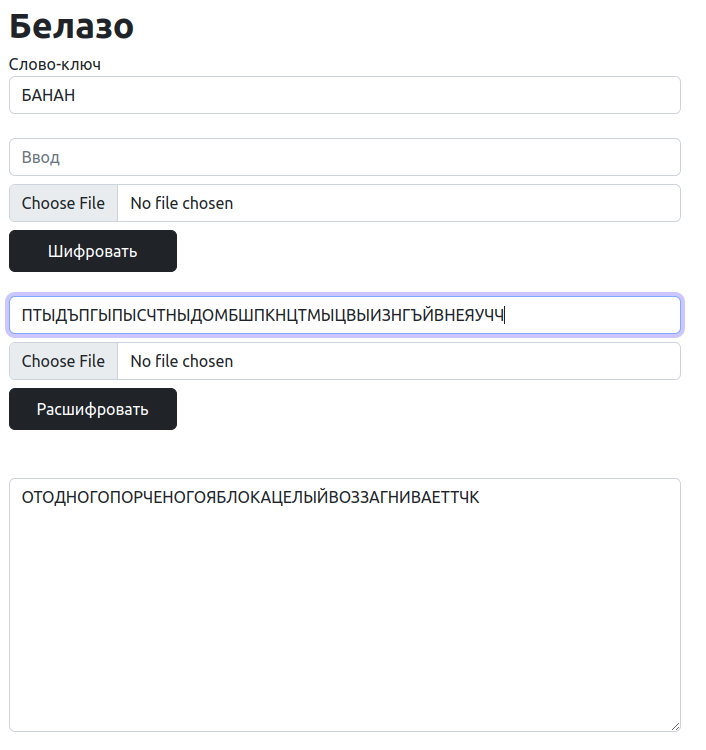 Белазо
Слово-ключ
БАНАН
Ввод
Choose File No file chosen
Шифровать
ПТЫДЪПГЫПЫСЧТНЫДОМБШПКНЦТМЫЦВЫИЗНГЪЙВНЕЯУЧЧ
Choose File No file chosen
Расшифровать
ОТОДНОГОПОРЧЕНОГОЯБЛОКАЦЕЛЫЙВОЗЗАГНИВАЕТТЧК